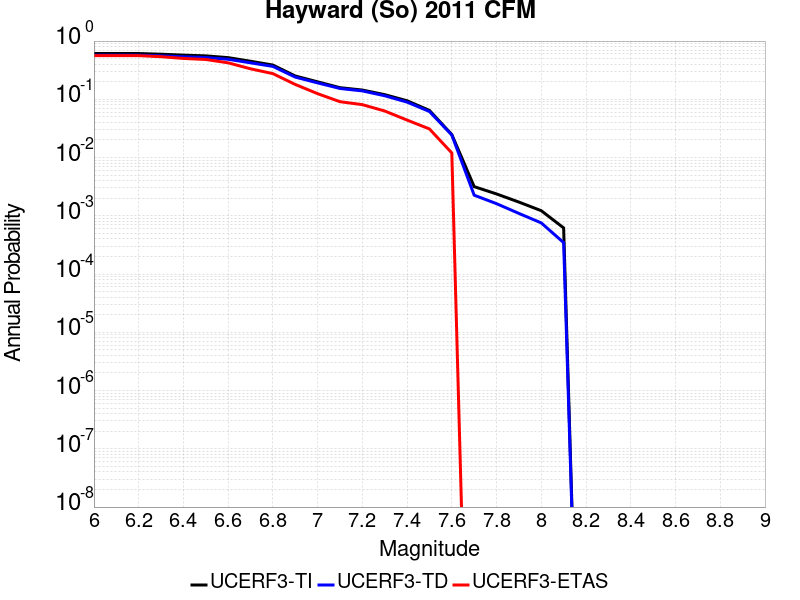 Hayward (So) 2011 CFM
10^0
10^-1
10^-2
10^-3
10^-4
10^-5
10^-6
10^-7
10^-8
Annual Probability
6 6.2 6.4 6.6 6.8 7 7.2 7.4 7.6 7.8 8 8.2 8.4 8.6 8.8 9
Magnitude
UCERF3-TI UCERF3-TD UCERF3-ETAS